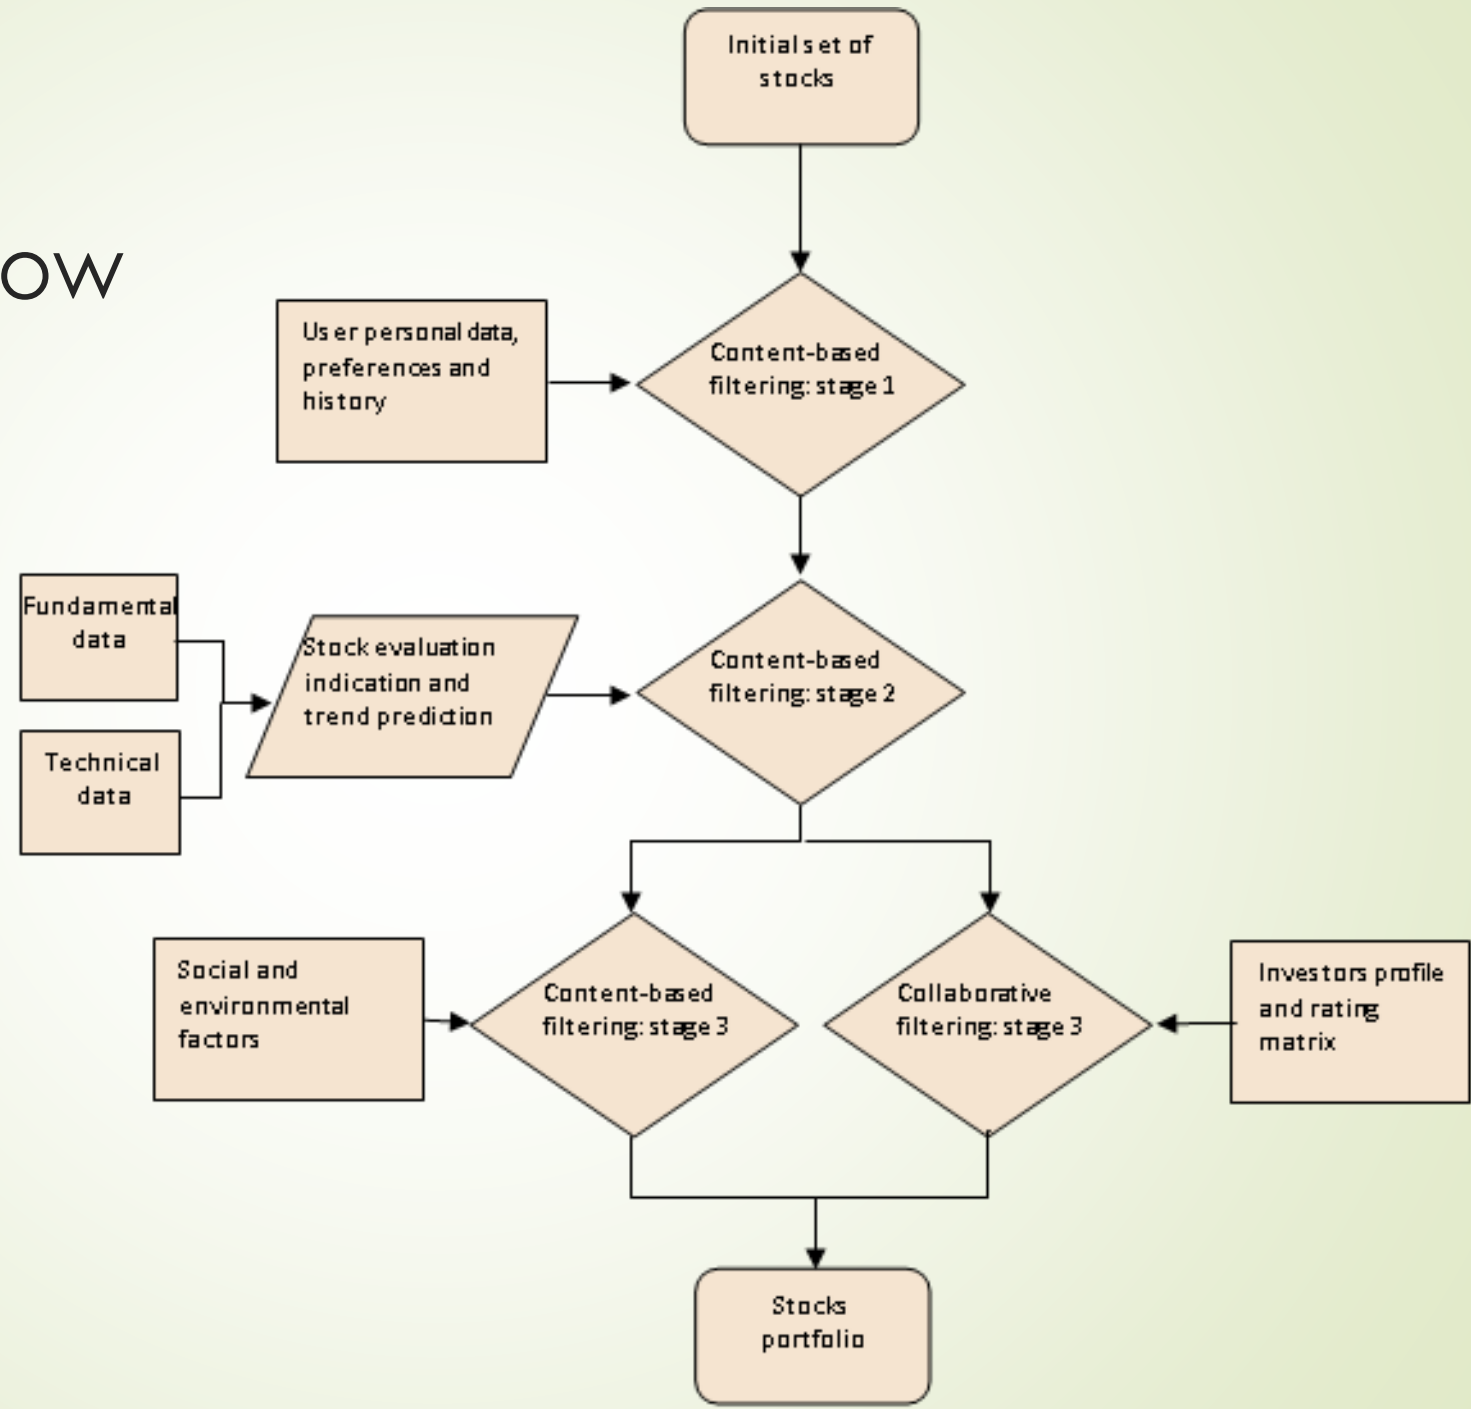 Initial set of
stocks
ow
User personal data,
preferences and
history
Content-based
filtering: stage 1
Fundamental
data
Stock evaluation
indication and
trend prediction
Content-based
filtering: stage 2
Technical
data
Social and
environmental
factors
Content-based
filtering: stage 3
Collaborative
filtering: stage 3
Investors profile
and rating
matrix
Stocks
portfolio